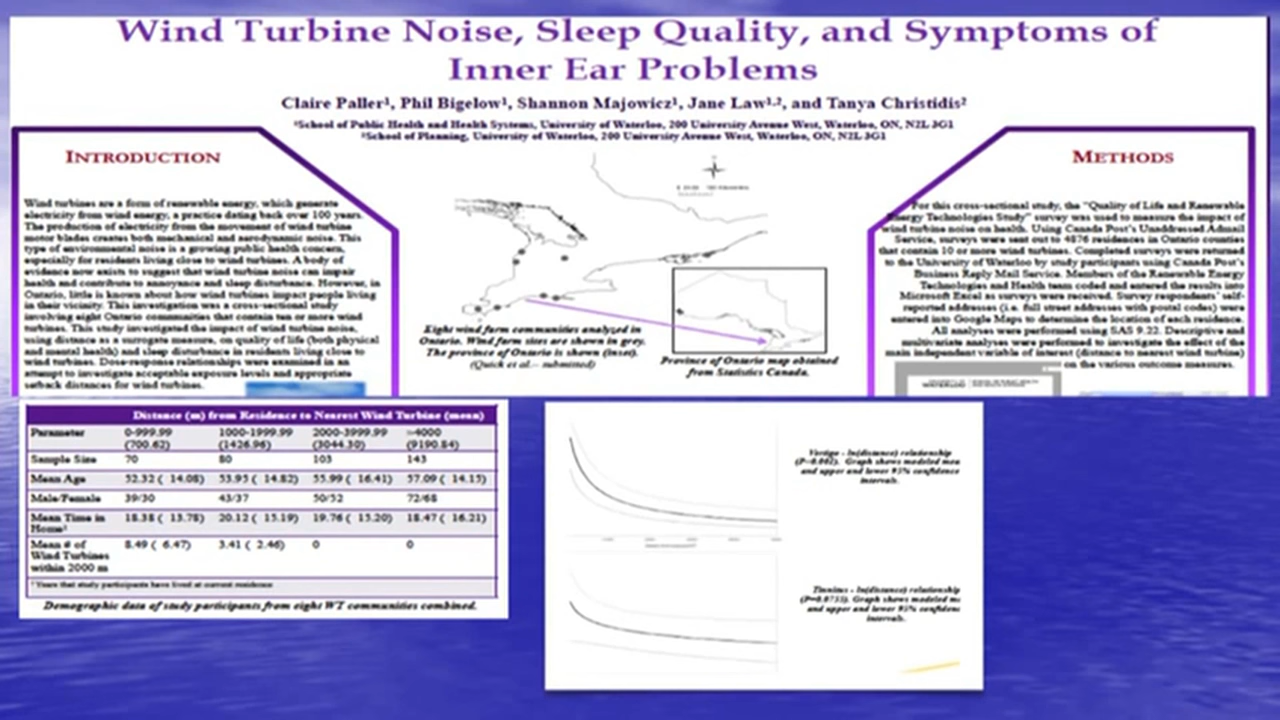 Wind Turbine Noise, Sleep Quality, and Symptoms of
Inner Ear Problems
Claire Paller¹, Phil Bigelow¹, Shannon Majowicz¹, Jane Law¹,², and Tanya Christidis²
¹School of Public Health and Health Systems, University of Waterloo, 200 University Avenue West, Waterloo, ON, N2L 3G1
²School of Planning, University of Waterloo, 200 University Avenue West, Waterloo, ON, N2L 3G1
INTRODUCTION
Wind turbines are a form of renewable energy, which generate
electricity from wind energy, a practice dating back over 100 years.
The production of electricity from the movement of wind turbine
motor blades creates both mechanical and aerodynamic noise. This
type of environmental noise is a growing public health concern,
especially for residents living close to wind turbines. A body of
evidence now exists to suggest that wind turbine noise can impair
health and contribute to annoyance and sleep disturbance. However, in
Ontario, little is known about how wind turbines impact people living
in their vicinity. This investigation was a cross-sectional study
involving eight Ontario communities that contain ten or more wind
turbines. This study investigated the impact of wind turbine noise,
using distance as a surrogate measure, on quality of life (both physical
and mental health) and sleep disturbance in residents living close to
wind turbines. Dose-response relationships were examined in an
attempt to investigate acceptable exposure levels and appropriate
setback distances for wind turbines.
Eight wind farm communities analyzed in
Ontario. Wind farm sites are shown in grey.
The province of Ontario is shown (inset).
(Quick et al.– submitted)
Province of Ontario map obtained
from Statistics Canada.
METHODS
For this cross-sectional study, the "Quality of Life and Renewable
Energy Technologies Study" survey was used to measure the impact of
wind turbine noise on health. Using Canada Post's Unaddressed Admail
Service, surveys were sent out to 4876 residences in Ontario counties
that contain 10 or more wind turbines. Completed surveys were returned
to the University of Waterloo by study participants using Canada Post's
Business Reply Mail Service. Members of the Renewable Energy
Technologies and Health team coded and entered the results into
Microsoft Excel as surveys were received. Survey respondents' self-
reported addresses (i.e. full street addresses with postal codes) were
entered into Google Maps to determine the location of each residence.
All analyses were performed using SAS 9.22. Descriptive and
multivariate analyses were performed to investigate the effect of the
main independent variable of interest (distance to nearest wind turbine)
on the various outcome measures.
Distance (m) from Residence to Nearest Wind Turbine (mean)
Parameter 0-999.99 1000-1999.99 2000-3999.99 >4000
(700.62) (1426.96) (3044.30) (9190.84)
Sample Size 70 80 103 143
Mean Age 52.32 ( 14.08) 53.95 ( 14.82) 55.99 ( 16.41) 57.09 ( 14.15)
Male/Female 39/30 43/37 50/52 72/68
Mean Time in 18.38 ( 13.78) 20.12 ( 15.19) 19.76 ( 15.20) 18.47 ( 16.21)
Home¹
Mean # of 8.49 ( 6.47) 3.41 ( 2.46) 0 0
Wind Turbines
within 2000 m
¹ Years that study participants have lived at current residence
Demographic data of study participants from eight WT communities combined.
Vertigo - ln(distance) relationship
(P=0.002). Graph shows modeled mea
and upper and lower 95% confidence
intervals.
Tinnitus - ln(distance) relationship
(P=0.0755). Graph shows modeled me
and upper and lower 95% confidenc
intervals.